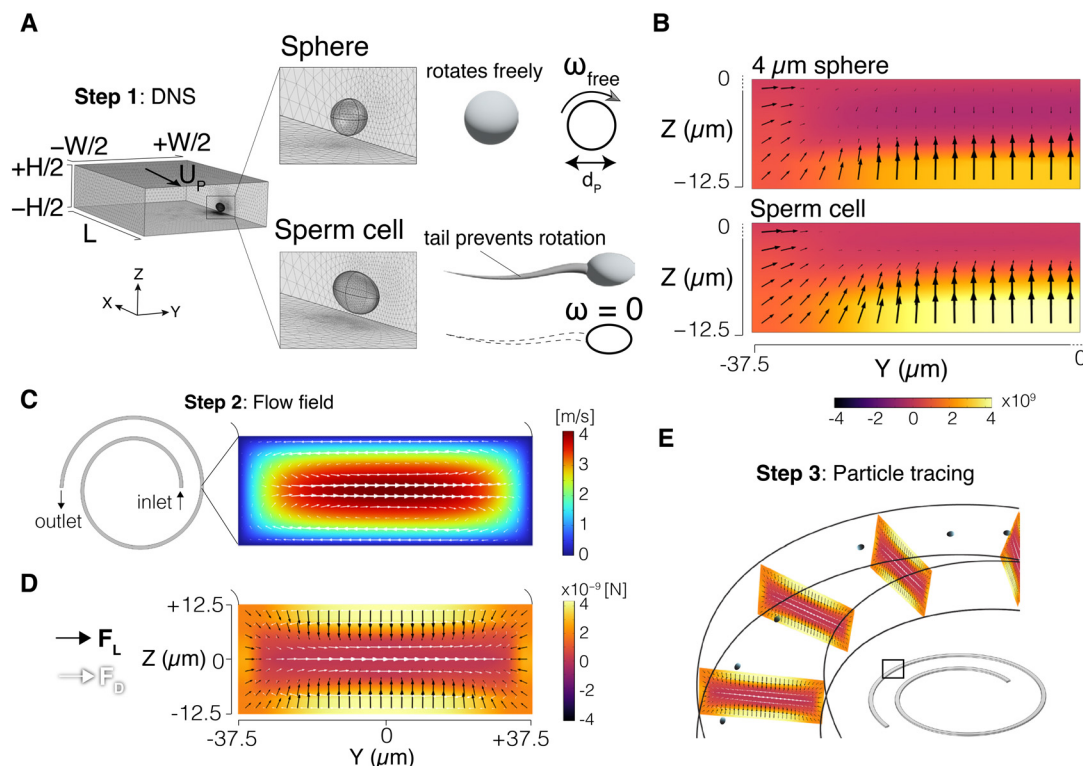 A
Step 1: DNS
−W/2
+W/2
+H/2
−H/2
U_P
L
Z
X
Y
Sphere
rotates freely
ω_free
d_P
Sperm cell
tail prevents rotation
ω = 0
B
4 µm sphere
0
Z (µm)
−12.5
Sperm cell
0
Z (µm)
−12.5
-37.5
0
Y (µm)
-4 -2 0 2 4 x10⁹
C
Step 2: Flow field
inlet
outlet
[m/s]
4
3
2
1
0
D
F_L
F_D
+12.5
Z (µm) 0
-12.5
-37.5 0 +37.5
Y (µm)
x10⁻⁹ [N]
4
2
0
-2
-4
E
Step 3: Particle tracing